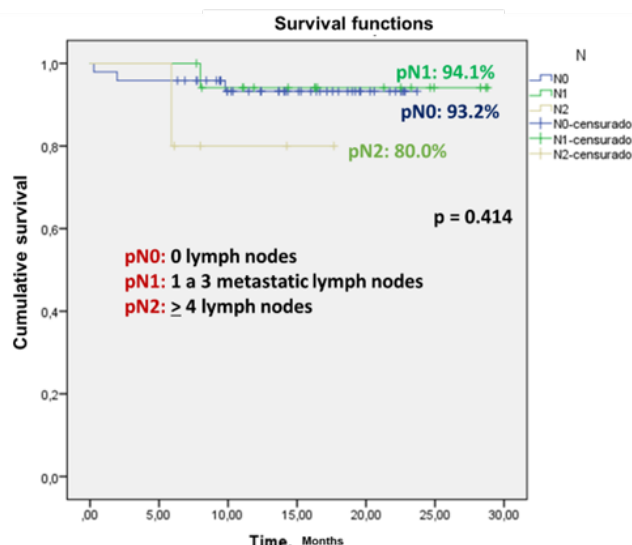 Survival functions
Cumulative survival
1,0
0,8
0,6
0,4
0,2
0,0
pN1: 94.1%
pN0: 93.2%
pN2: 80.0%
p = 0.414
pN0: 0 lymph nodes
pN1: 1 a 3 metastatic lymph nodes
pN2: ≥ 4 lymph nodes
,00 5,00 10,00 15,00 20,00 25,00 30,00
Time. Months
N
N0
N1
N2
N0-censurado
N1-censurado
N2-censurado